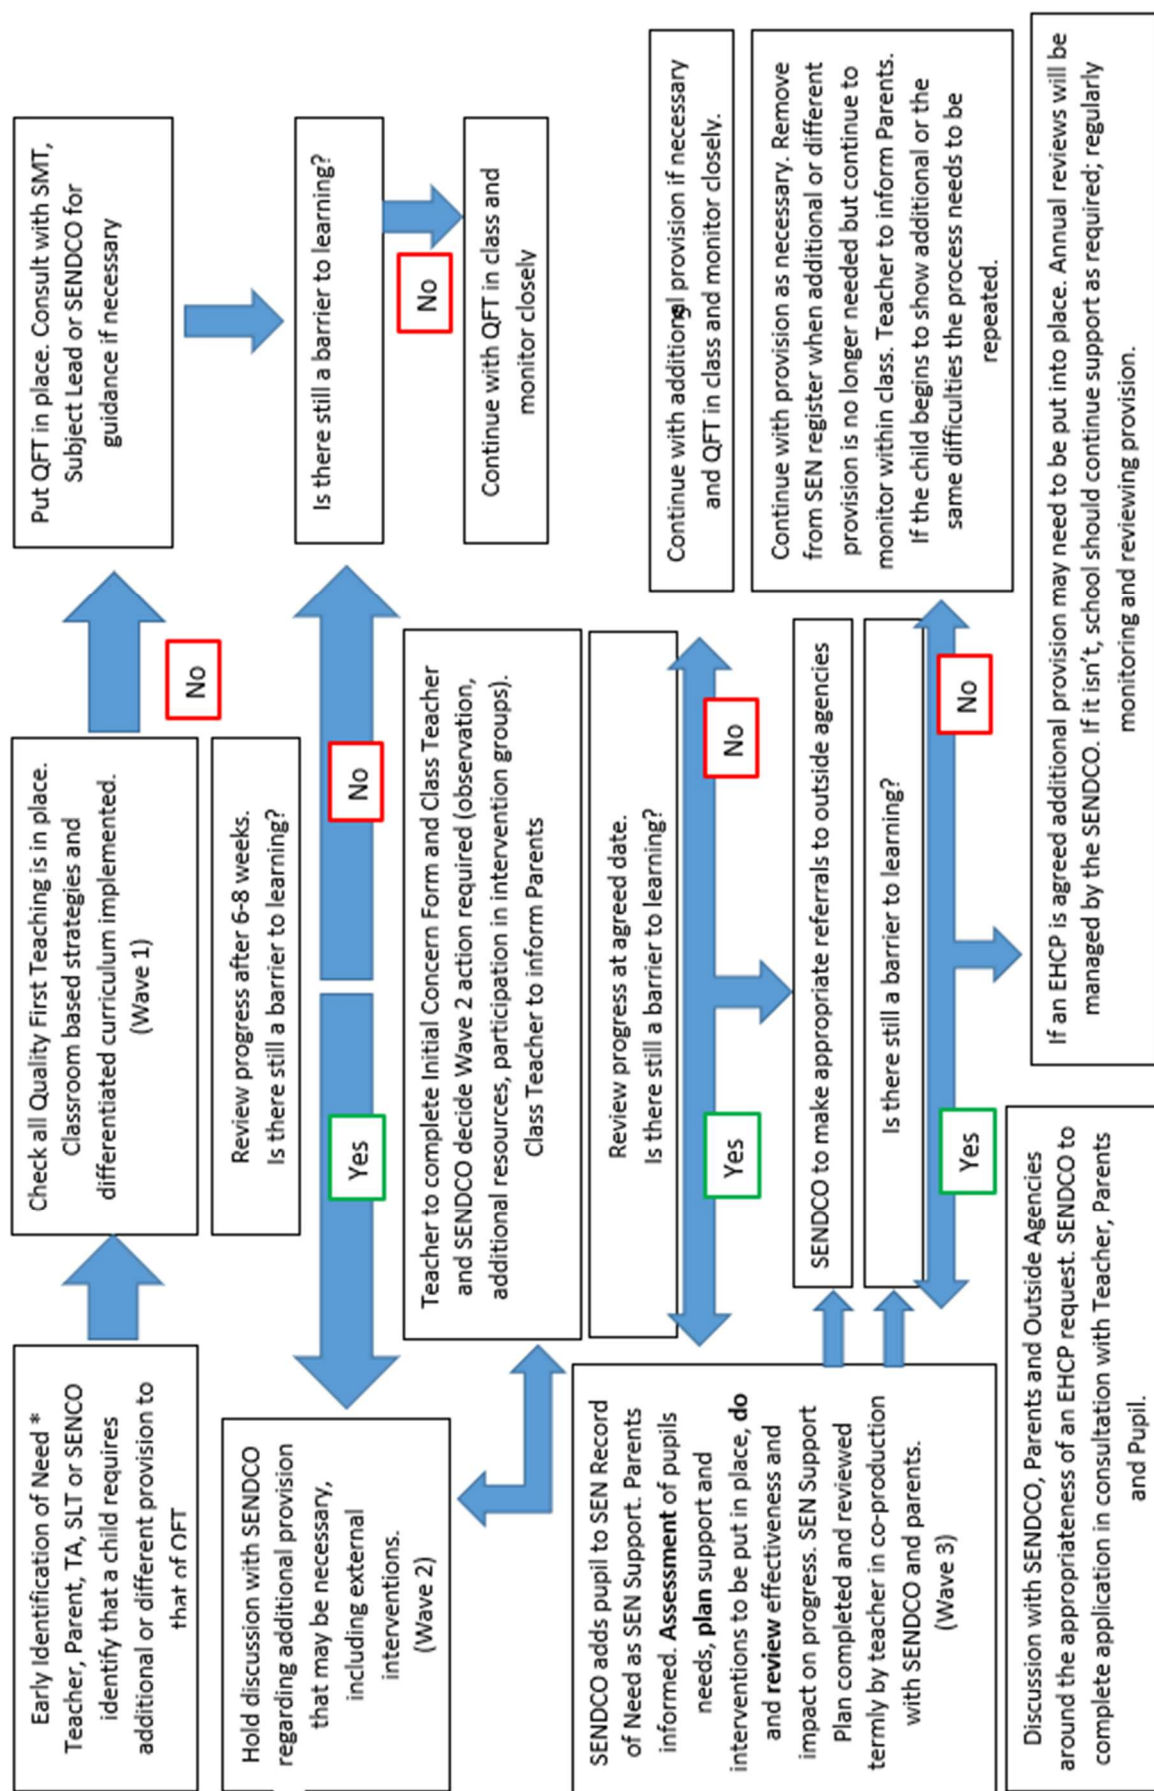 Early Identification of Need *
Teacher, Parent, TA, SLT or SENCO
identify that a child requires
additional or different provision to
that of QFT
Check all Quality First Teaching is in place.
Classroom based strategies and
differentiated curriculum implemented.
(Wave 1)
No
Put QFT in place. Consult with SMT,
Subject Lead or SENDCO for
guidance if necessary
Review progress after 6-8 weeks.
Is there still a barrier to learning?
Yes
No
Is there still a barrier to learning?
No
Continue with QFT in class and
monitor closely
Hold discussion with SENDCO
regarding additional provision
that may be necessary,
including external
interventions.
(Wave 2)
Teacher to complete Initial Concern Form and Class Teacher
and SENDCO decide Wave 2 action required (observation,
additional resources, participation in intervention groups).
Class Teacher to inform Parents
Review progress at agreed date.
Is there still a barrier to learning?
Yes
No
Continue with additional provision if necessary
and QFT in class and monitor closely.
SENDCO adds pupil to SEN Record
of Need as SEN Support. Parents
informed. Assessment of pupils
needs, plan support and
interventions to be put in place, do
and review effectiveness and
impact on progress. SEN Support
Plan completed and reviewed
termly by teacher in co-production
with SENDCO and parents.
(Wave 3)
SENDCO to make appropriate referrals to outside agencies
Is there still a barrier to learning?
Yes
No
Continue with provision as necessary. Remove
from SEN register when additional or different
provision is no longer needed but continue to
monitor within class. Teacher to inform Parents.
If the child begins to show additional or the
same difficulties the process needs to be
repeated.
Discussion with SENDCO, Parents and Outside Agencies
around the appropriateness of an EHCP request. SENDCO to
complete application in consultation with Teacher, Parents
and Pupil.
If an EHCP is agreed additional provision may need to be put into place. Annual reviews will be
managed by the SENDCO. If it isn't, school should continue support as required; regularly
monitoring and reviewing provision.